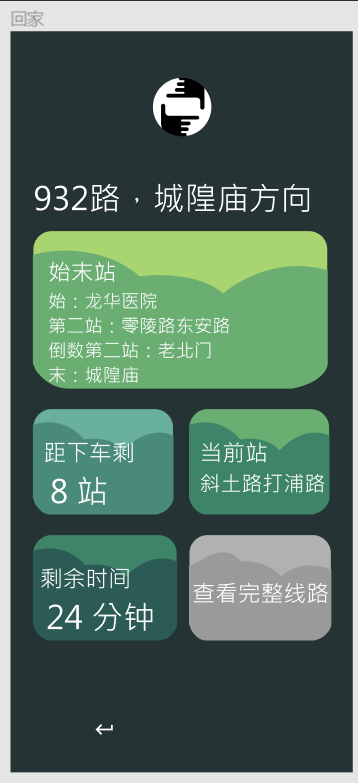 回家
932路，城隍庙方向
始末站
始：龙华医院
第二站：零陵路东安路
倒数第二站：老北门
末：城隍庙
距下车剩
8 站
当前站
斜土路打浦路
剩余时间
24 分钟
查看完整线路